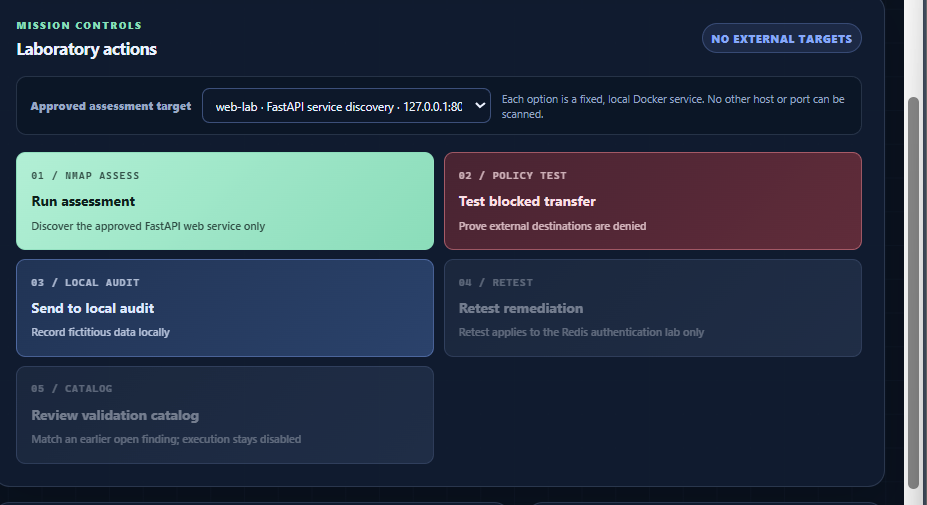 MISSION CONTROLS
Laboratory actions
NO EXTERNAL TARGETS
Approved assessment target
web-lab · FastAPI service discovery · 127.0.0.1:80
Each option is a fixed, local Docker service. No other host or port can be
scanned.
01 / NMAP ASSESS
Run assessment
Discover the approved FastAPI web service only
02 / POLICY TEST
Test blocked transfer
Prove external destinations are denied
03 / LOCAL AUDIT
Send to local audit
Record fictitious data locally
04 / RETEST
Retest remediation
Retest applies to the Redis authentication lab only
05 / CATALOG
Review validation catalog
Match an earlier open finding; execution stays disabled